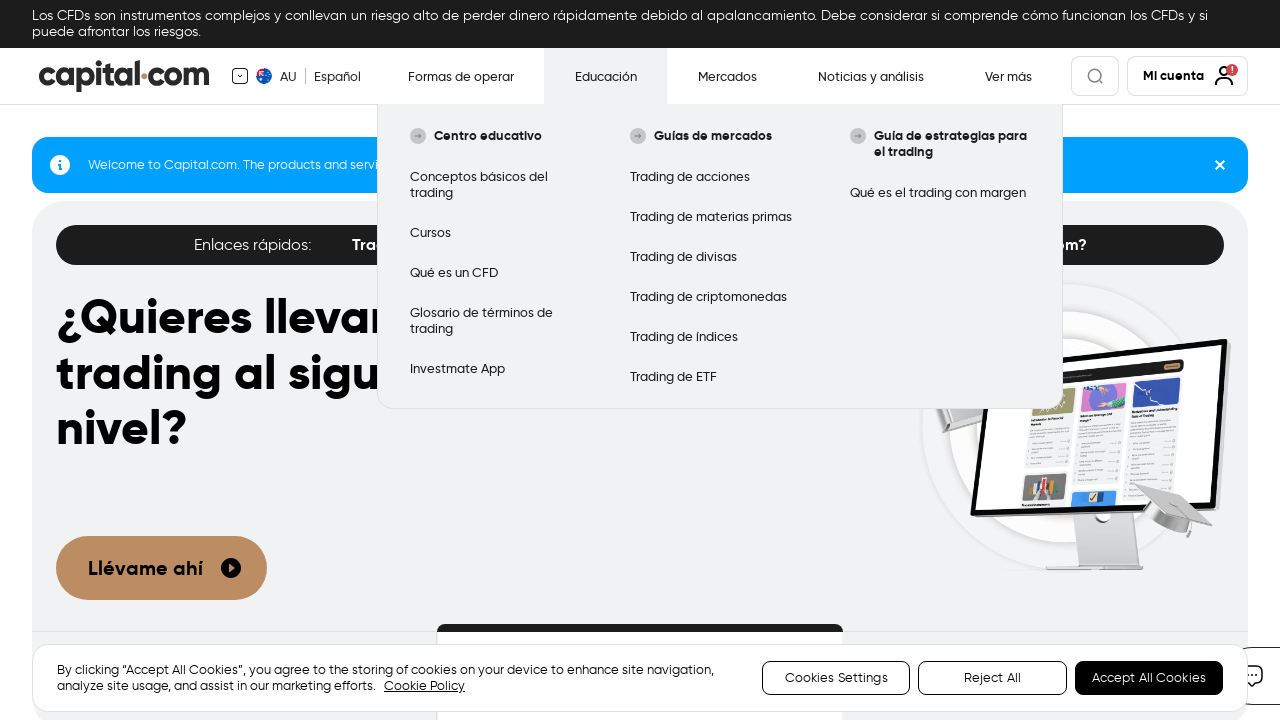 Los CFDs son instrumentos complejos y conllevan un riesgo alto de perder dinero rápidamente debido al apalancamiento. Debe considerar si comprende cómo funcionan los CFDs y si
puede afrontar los riesgos.
capital.com
AU
Español
Formas de operar
Educación
Mercados
Noticias y análisis
Ver más
Mi cuenta
Centro educativo
Conceptos básicos del
trading
Cursos
Qué es un CFD
Glosario de términos de
trading
Investmate App
Guías de mercados
Trading de acciones
Trading de materias primas
Trading de divisas
Trading de criptomonedas
Trading de índices
Trading de ETF
Guía de estrategias para
el trading
Qué es el trading con margen
Welcome to Capital.com. The products and servi
Enlaces rápidos:
¿Quieres llevar
trading al sigu
nivel?
Llévame ahí
By clicking “Accept All Cookies”, you agree to the storing of cookies on your device to enhance site navigation,
analyze site usage, and assist in our marketing efforts. Cookie Policy
Cookies Settings
Reject All
Accept All Cookies